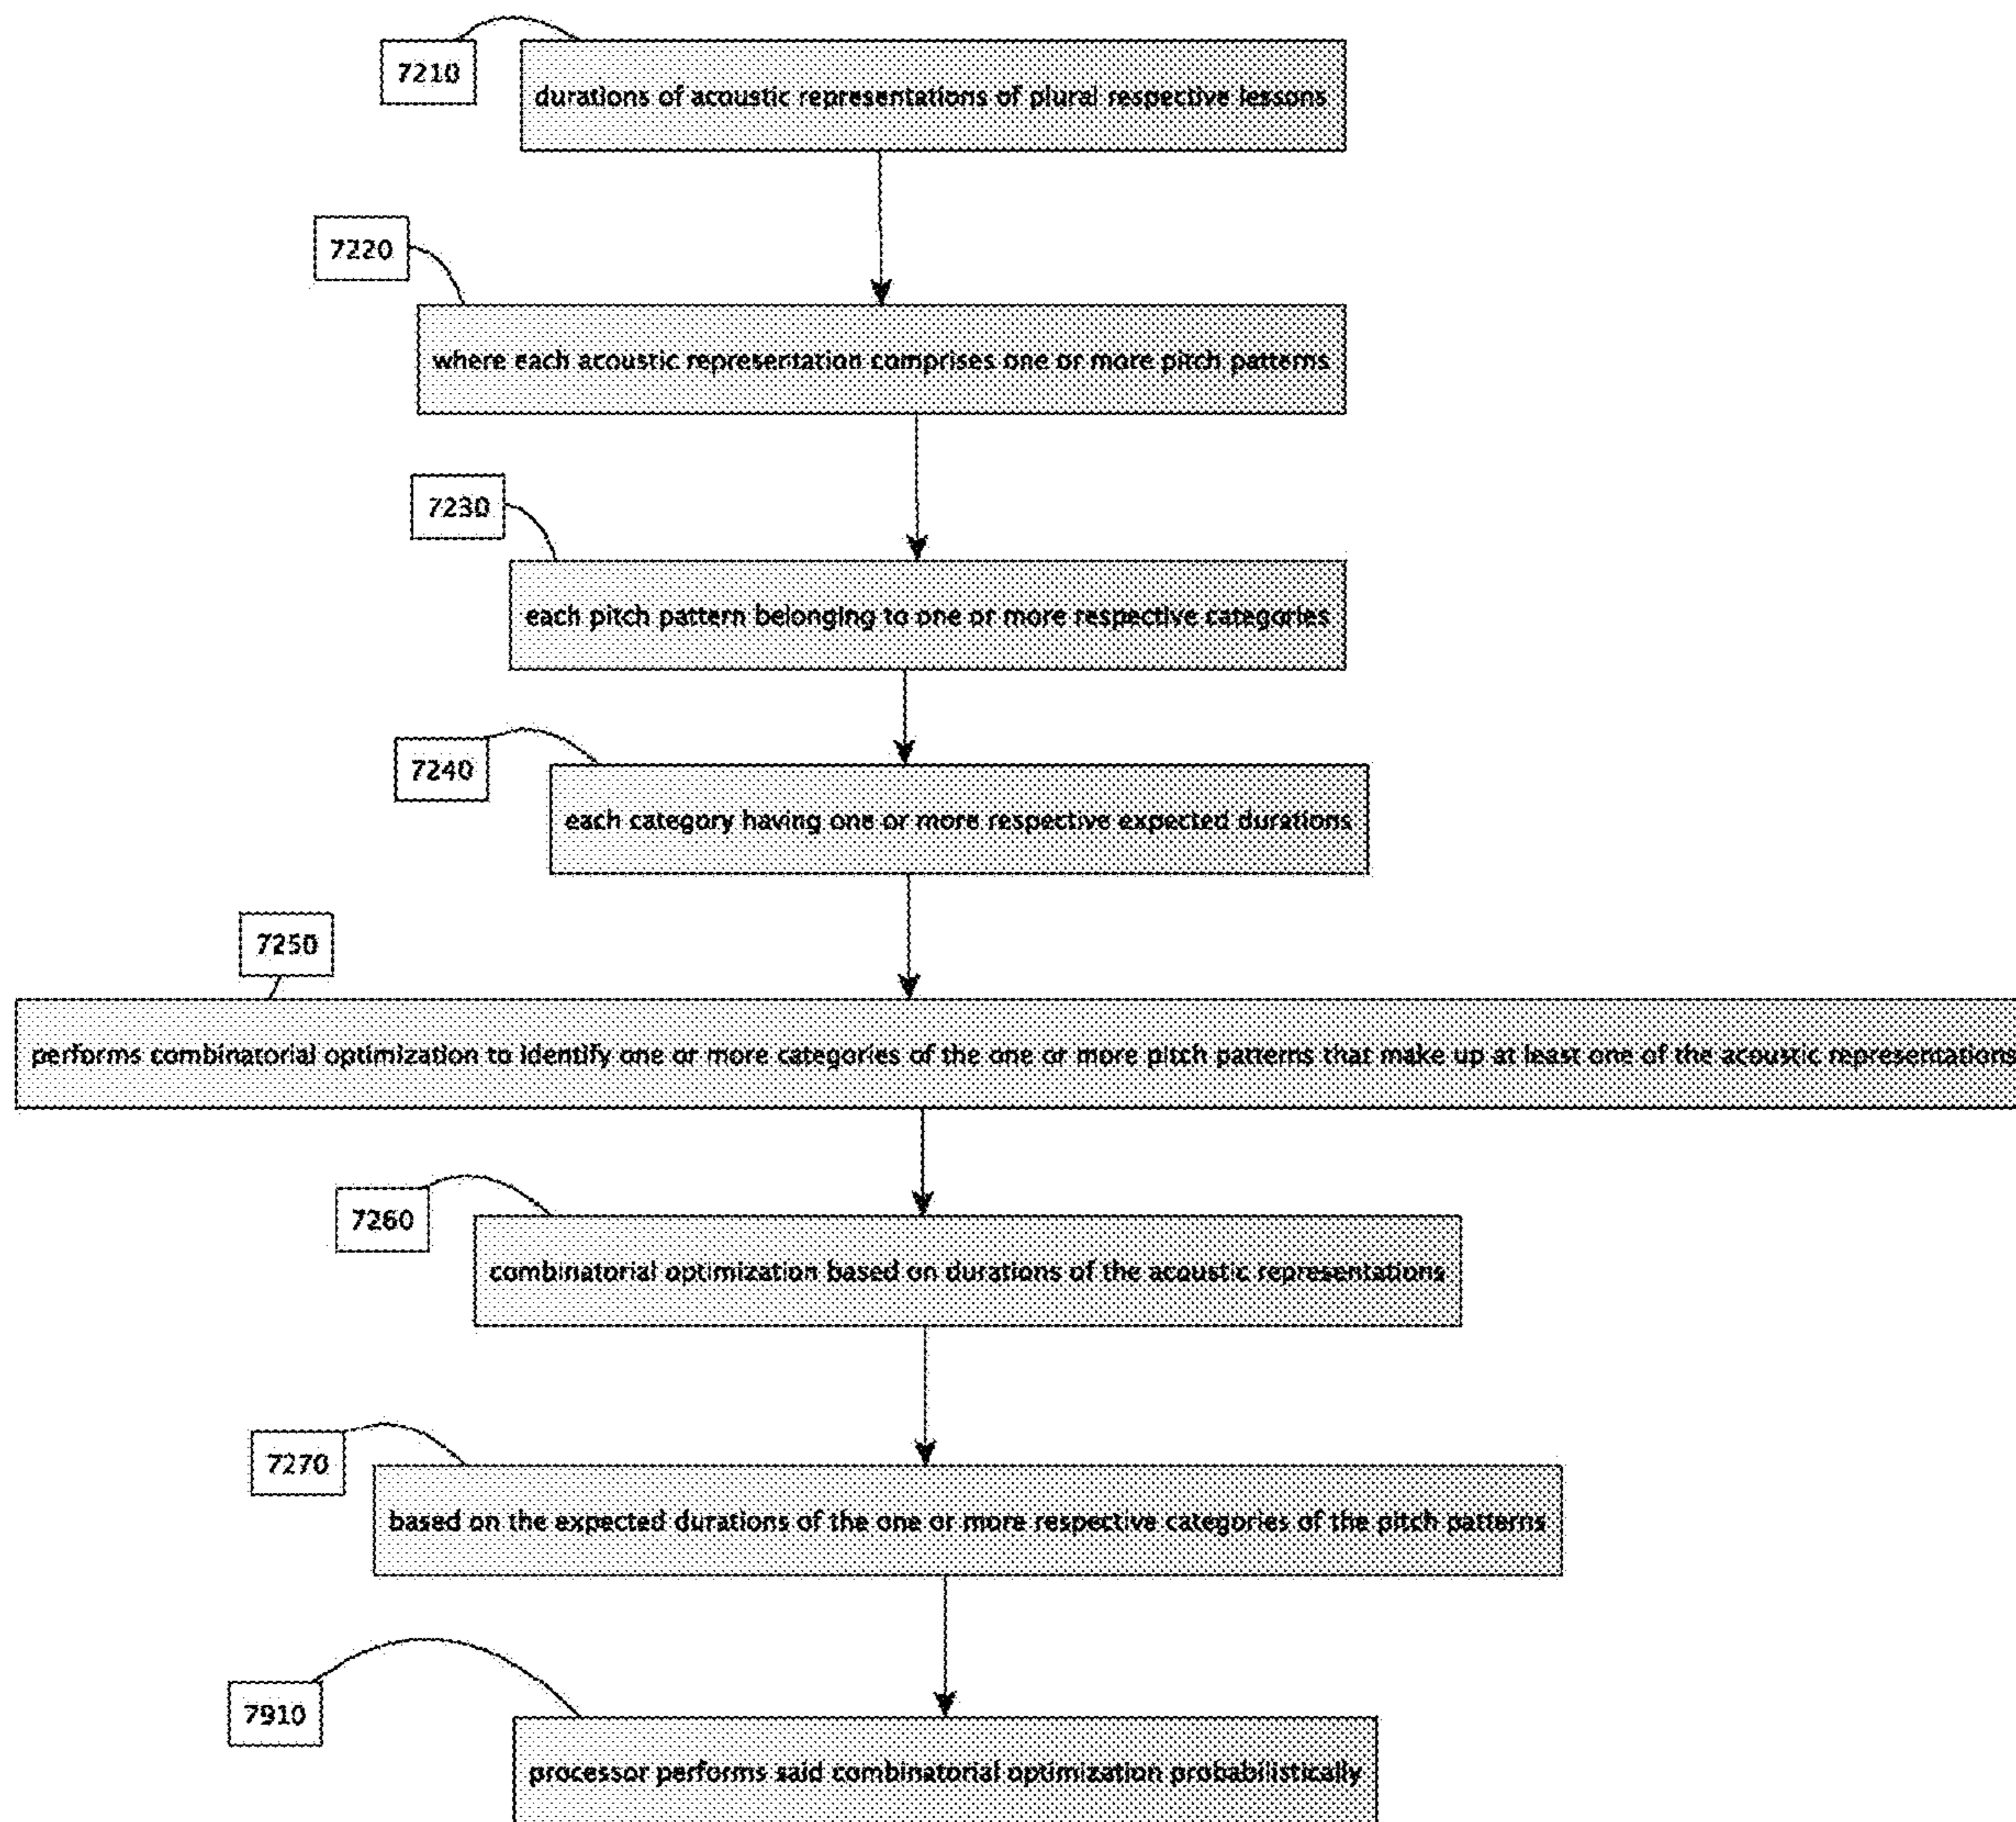 7210
durations of acoustic representations of plural respective lessons
7220
where each acoustic representation comprises one or more pitch patterns
7230
each pitch pattern belonging to one or more respective categories
7240
each category having one or more respective expected durations
7250
performs combinatorial optimization to identify one or more categories of the one or more pitch patterns that make up at least one of the acoustic representations
7260
combinatorial optimization based on durations of the acoustic representations
7270
based on the expected durations of the one or more respective categories of the pitch patterns
7910
processor performs said combinatorial optimization probabilistically